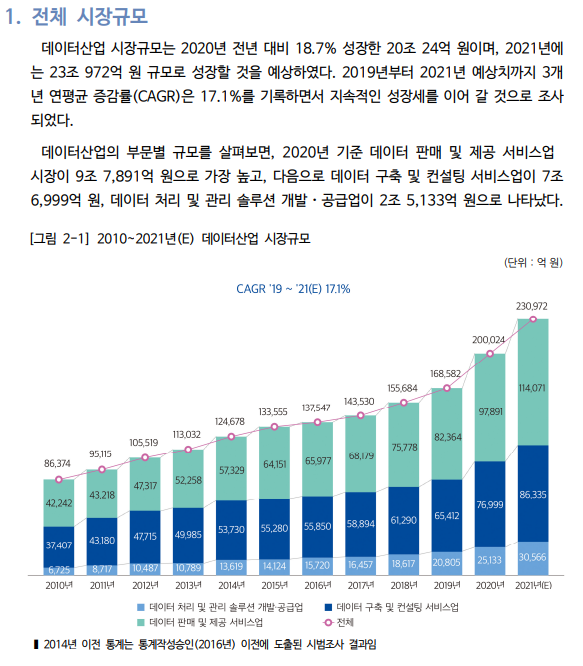 1. 전체 시장규모
데이터산업 시장규모는 2020년 전년 대비 18.7% 성장한 20조 24억 원이며, 2021년에
는 23조 972억 원 규모로 성장할 것을 예상하였다. 2019년부터 2021년 예상치까지 3개
년 연평균 증감률(CAGR)은 17.1%를 기록하면서 지속적인 성장세를 이어 갈 것으로 조사
되었다.
데이터산업의 부문별 규모를 살펴보면, 2020년 기준 데이터 판매 및 제공 서비스업
시장이 9조 7,891억 원으로 가장 높고, 다음으로 데이터 구축 및 컨설팅 서비스업이 7조
6,999억 원, 데이터 처리 및 관리 솔루션 개발・공급업이 2조 5,133억 원으로 나타났다.
[그림 2-1] 2010~2021년(E) 데이터산업 시장규모
(단위 : 억 원)
CAGR '19 ~ '21(E) 17.1%
86,374 95,115 105,519 113,032 124,678 133,555 137,547 143,530 155,684 168,582 200,024 230,972
42,242 43,218 47,317 52,258 57,329 64,151 65,977 68,179 75,778 82,364 97,891 114,071
37,407 43,180 47,715 49,985 53,730 55,280 55,850 58,894 61,290 65,412 76,999 86,335
6,725 8,717 10,487 10,789 13,619 14,124 15,720 16,457 18,617 20,805 25,133 30,566
2010년 2011년 2012년 2013년 2014년 2015년 2016년 2017년 2018년 2019년 2020년 2021년(E)
데이터 처리 및 관리 솔루션 개발·공급업 데이터 구축 및 컨설팅 서비스업
데이터 판매 및 제공 서비스업 전체
2014년 이전 통계는 통계작성승인(2016년) 이전에 도출된 시범조사 결과임